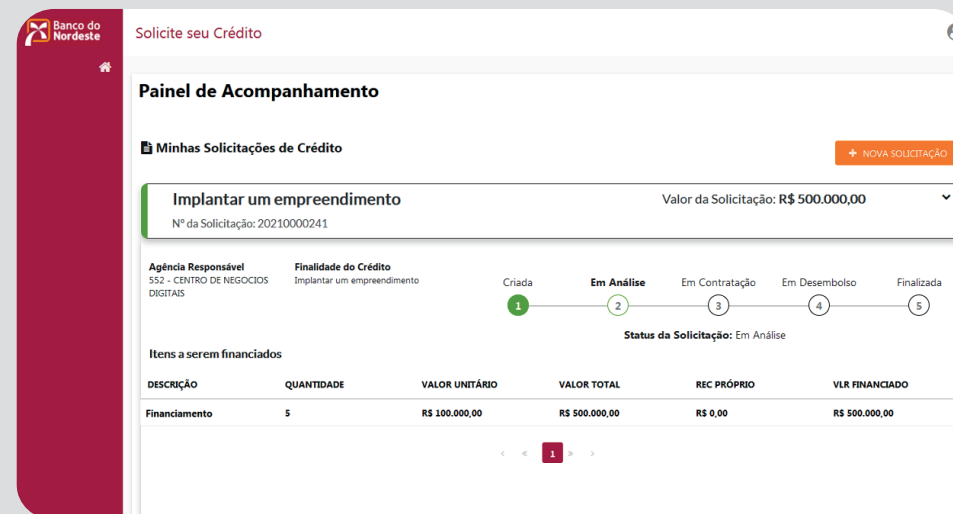 Banco do
Nordeste
Solicite seu Crédito
Painel de Acompanhamento
Minhas Solicitações de Crédito
+ NOVA SOLICITAÇÃO
Implantar um empreendimento
Valor da Solicitação: R$ 500.000,00
Nº da Solicitação: 20210000241
Agência Responsável
552 - CENTRO DE NEGOCIOS
DIGITAIS
Finalidade do Crédito
Implantar um empreendimento
Criada Em Análise Em Contratação Em Desembolso Finalizada
1 2 3 4 5
Status da Solicitação: Em Análise
Itens a serem financiados
DESCRIÇÃO QUANTIDADE VALOR UNITÁRIO VALOR TOTAL REC PRÓPRIO VLR FINANCIADO
Financiamento 5 R$ 100.000,00 R$ 500.000,00 R$ 0,00 R$ 500.000,00
‹ « 1 » ›